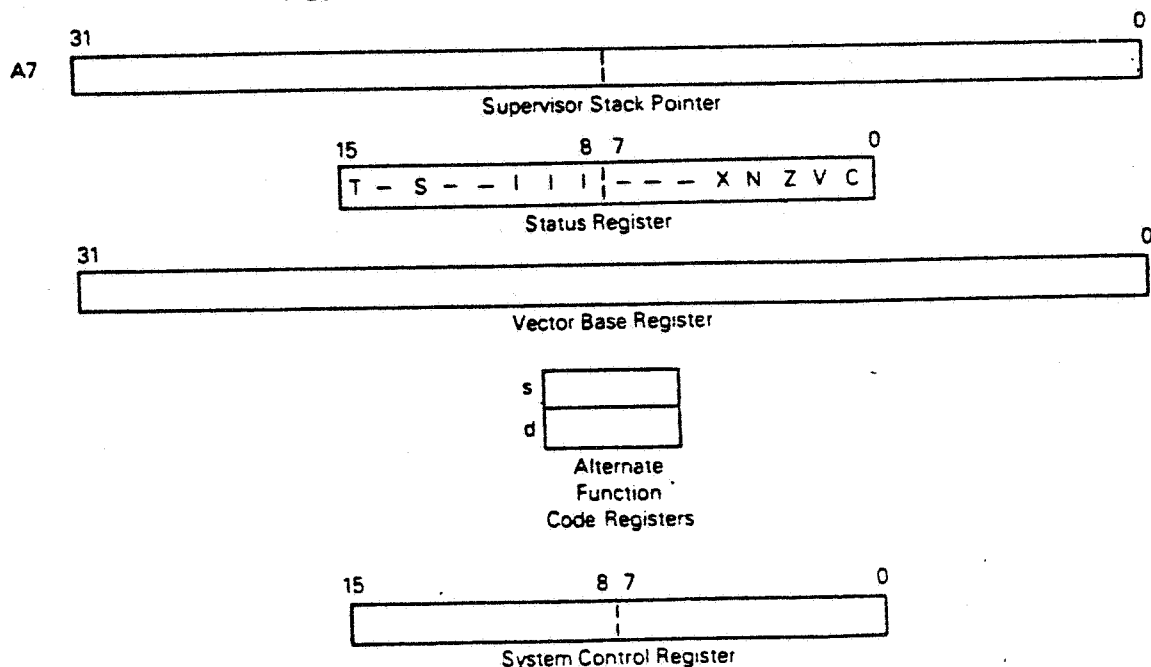 31 0
A7
Supervisor Stack Pointer
15 8 7 0
T – S – – I I I – – – X N Z V C
Status Register
31 0
Vector Base Register
s
d
Alternate
Function
Code Registers
15 8 7 0
System Control Register